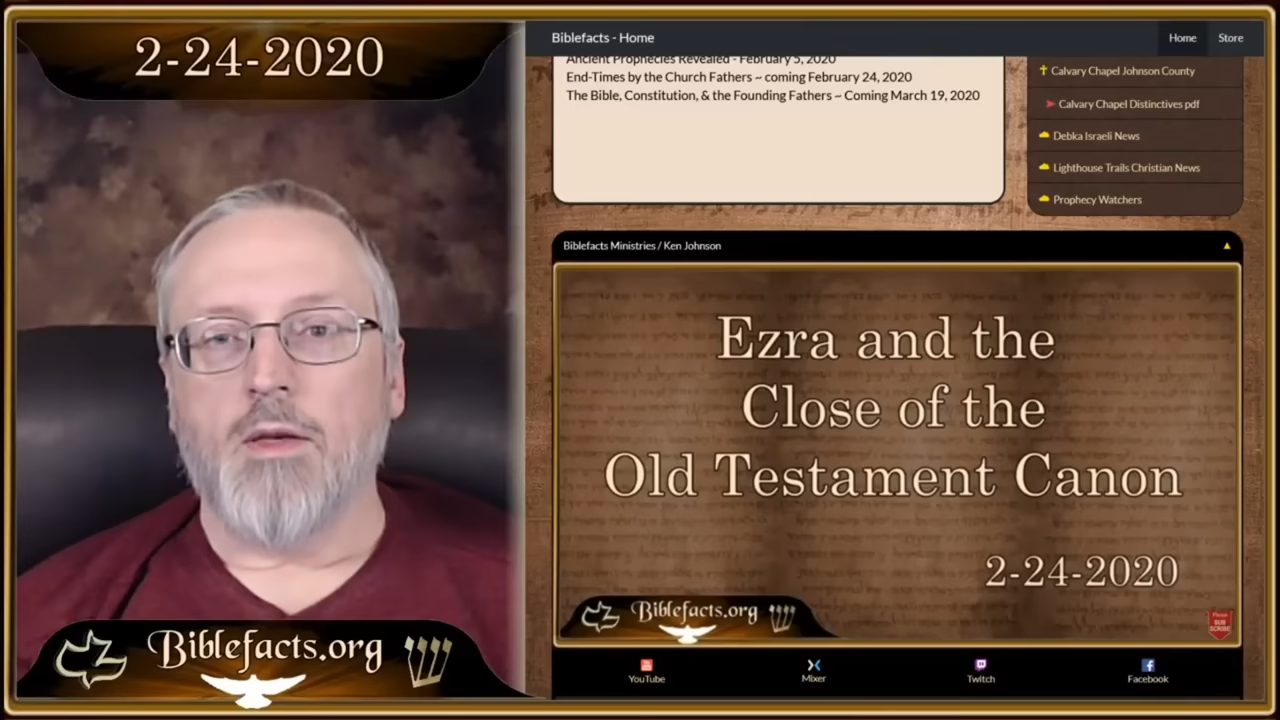 2-24-2020
Biblefacts.org
Biblefacts - Home
Home
Store
Ancient Prophecies Revealed - February 5, 2020
End-Times by the Church Fathers ~ coming February 24, 2020
The Bible, Constitution, & the Founding Fathers ~ Coming March 19, 2020
Calvary Chapel Johnson County
Calvary Chapel Distinctives pdf
Debka Israeli News
Lighthouse Trails Christian News
Prophecy Watchers
Biblefacts Ministries / Ken Johnson
Ezra and the
Close of the
Old Testament Canon
2-24-2020
Biblefacts.org
Please
SUB
SCRIBE
YouTube
Mixer
Twitch
Facebook